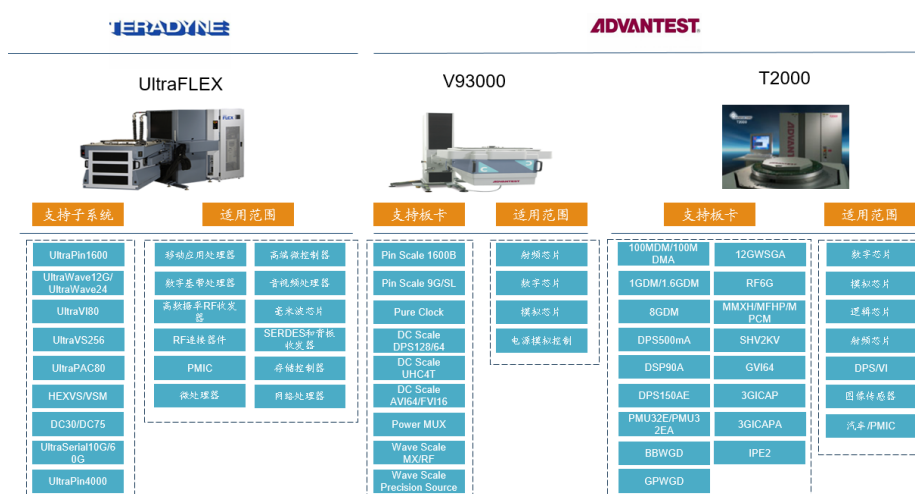 TERADYNE
ADVANTEST
UltraFLEX
V93000
T2000
支持子系统
适用范围
支持板卡
适用范围
支持板卡
适用范围
UltraPin1600
UltraWave12G/
UltraWave24
UltraVI80
UltraVS256
UltraPAC80
HEXVS/VSM
DC30/DC75
UltraSerial10G/6
0G
UltraPin4000
移动应用处理器
数字基带处理器
高数据率RF收发
器
RF连接器件
PMIC
微处理器
高端微控制器
音视频处理器
毫米波芯片
SERDES和背板
收发器
存储控制器
网络处理器
Pin Scale 1600B
Pin Scale 9G/SL
Pure Clock
DC Scale
DPS128/64
DC Scale
UHC4T
DC Scale
AVI64/FVI16
Power MUX
Wave Scale
MX/RF
Wave Scale
Precision Source
射频芯片
数字芯片
模拟芯片
电源模拟控制
100MDM/100M
DMA
1GDM/1.6GDM
8GDM
DPS500mA
DSP90A
DPS150AE
PMU32E/PMU3
2EA
BBWGD
GPWGD
12GWSGA
RF6G
MMXH/MFHP/M
PCM
SHV2KV
GVI64
3GICAP
3GICAPA
IPE2
数字芯片
模拟芯片
逻辑芯片
射频芯片
DPS/VI
图像传感器
汽车/PMIC